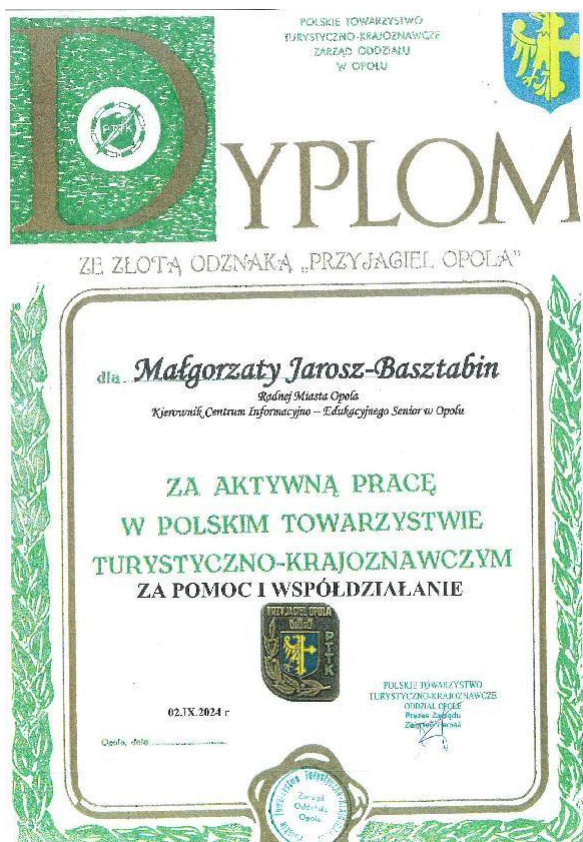 POLSKIE TOWARZYSTWO
TURYSTYCZNO-KRAJOZNAWCZE
ZARZĄD ODDZIAŁU
W OPOLU
PTTK
DYPLOM
ZE ZŁOTĄ ODZNAKĄ „PRZYJACIEL OPOLA”
dla Małgorzaty Jarosz-Basztabin
Radnej Miasta Opola
Kierownik Centrum Informacyjno – Edukacyjnego Senior w Opolu
ZA AKTYWNĄ PRACĘ
W POLSKIM TOWARZYSTWIE
TURYSTYCZNO-KRAJOZNAWCZYM
ZA POMOC I WSPÓŁDZIAŁANIE
PRZYJACIEL OPOLA
PTTK
POLSKIE TOWARZYSTWO
TURYSTYCZNO-KRAJOZNAWCZE
ODDZIAŁ OPOLE
Prezes Zarządu
02.IX.2024 r
Opole, dnia
Zarząd
Oddziału
Opole